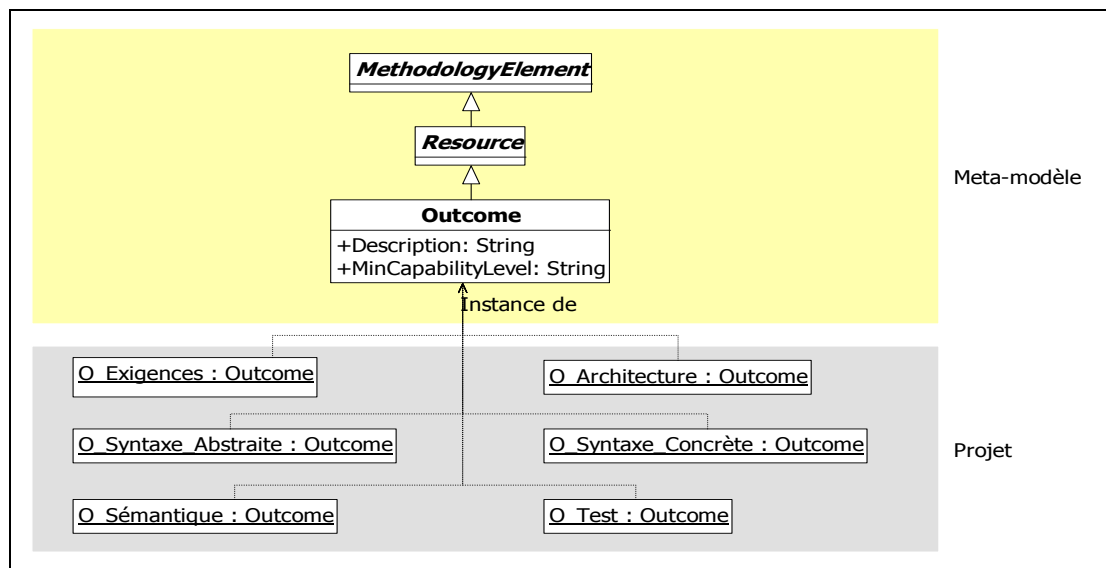 MethodologyElement
Resource
Meta-modèle
Outcome
+Description: String
+MinCapabilityLevel: String
Instance de
O_Exigences : Outcome
O_Architecture : Outcome
O_Syntaxe_Abstraite : Outcome
O_Syntaxe_Concrète : Outcome
Projet
O_Sémantique : Outcome
O_Test : Outcome